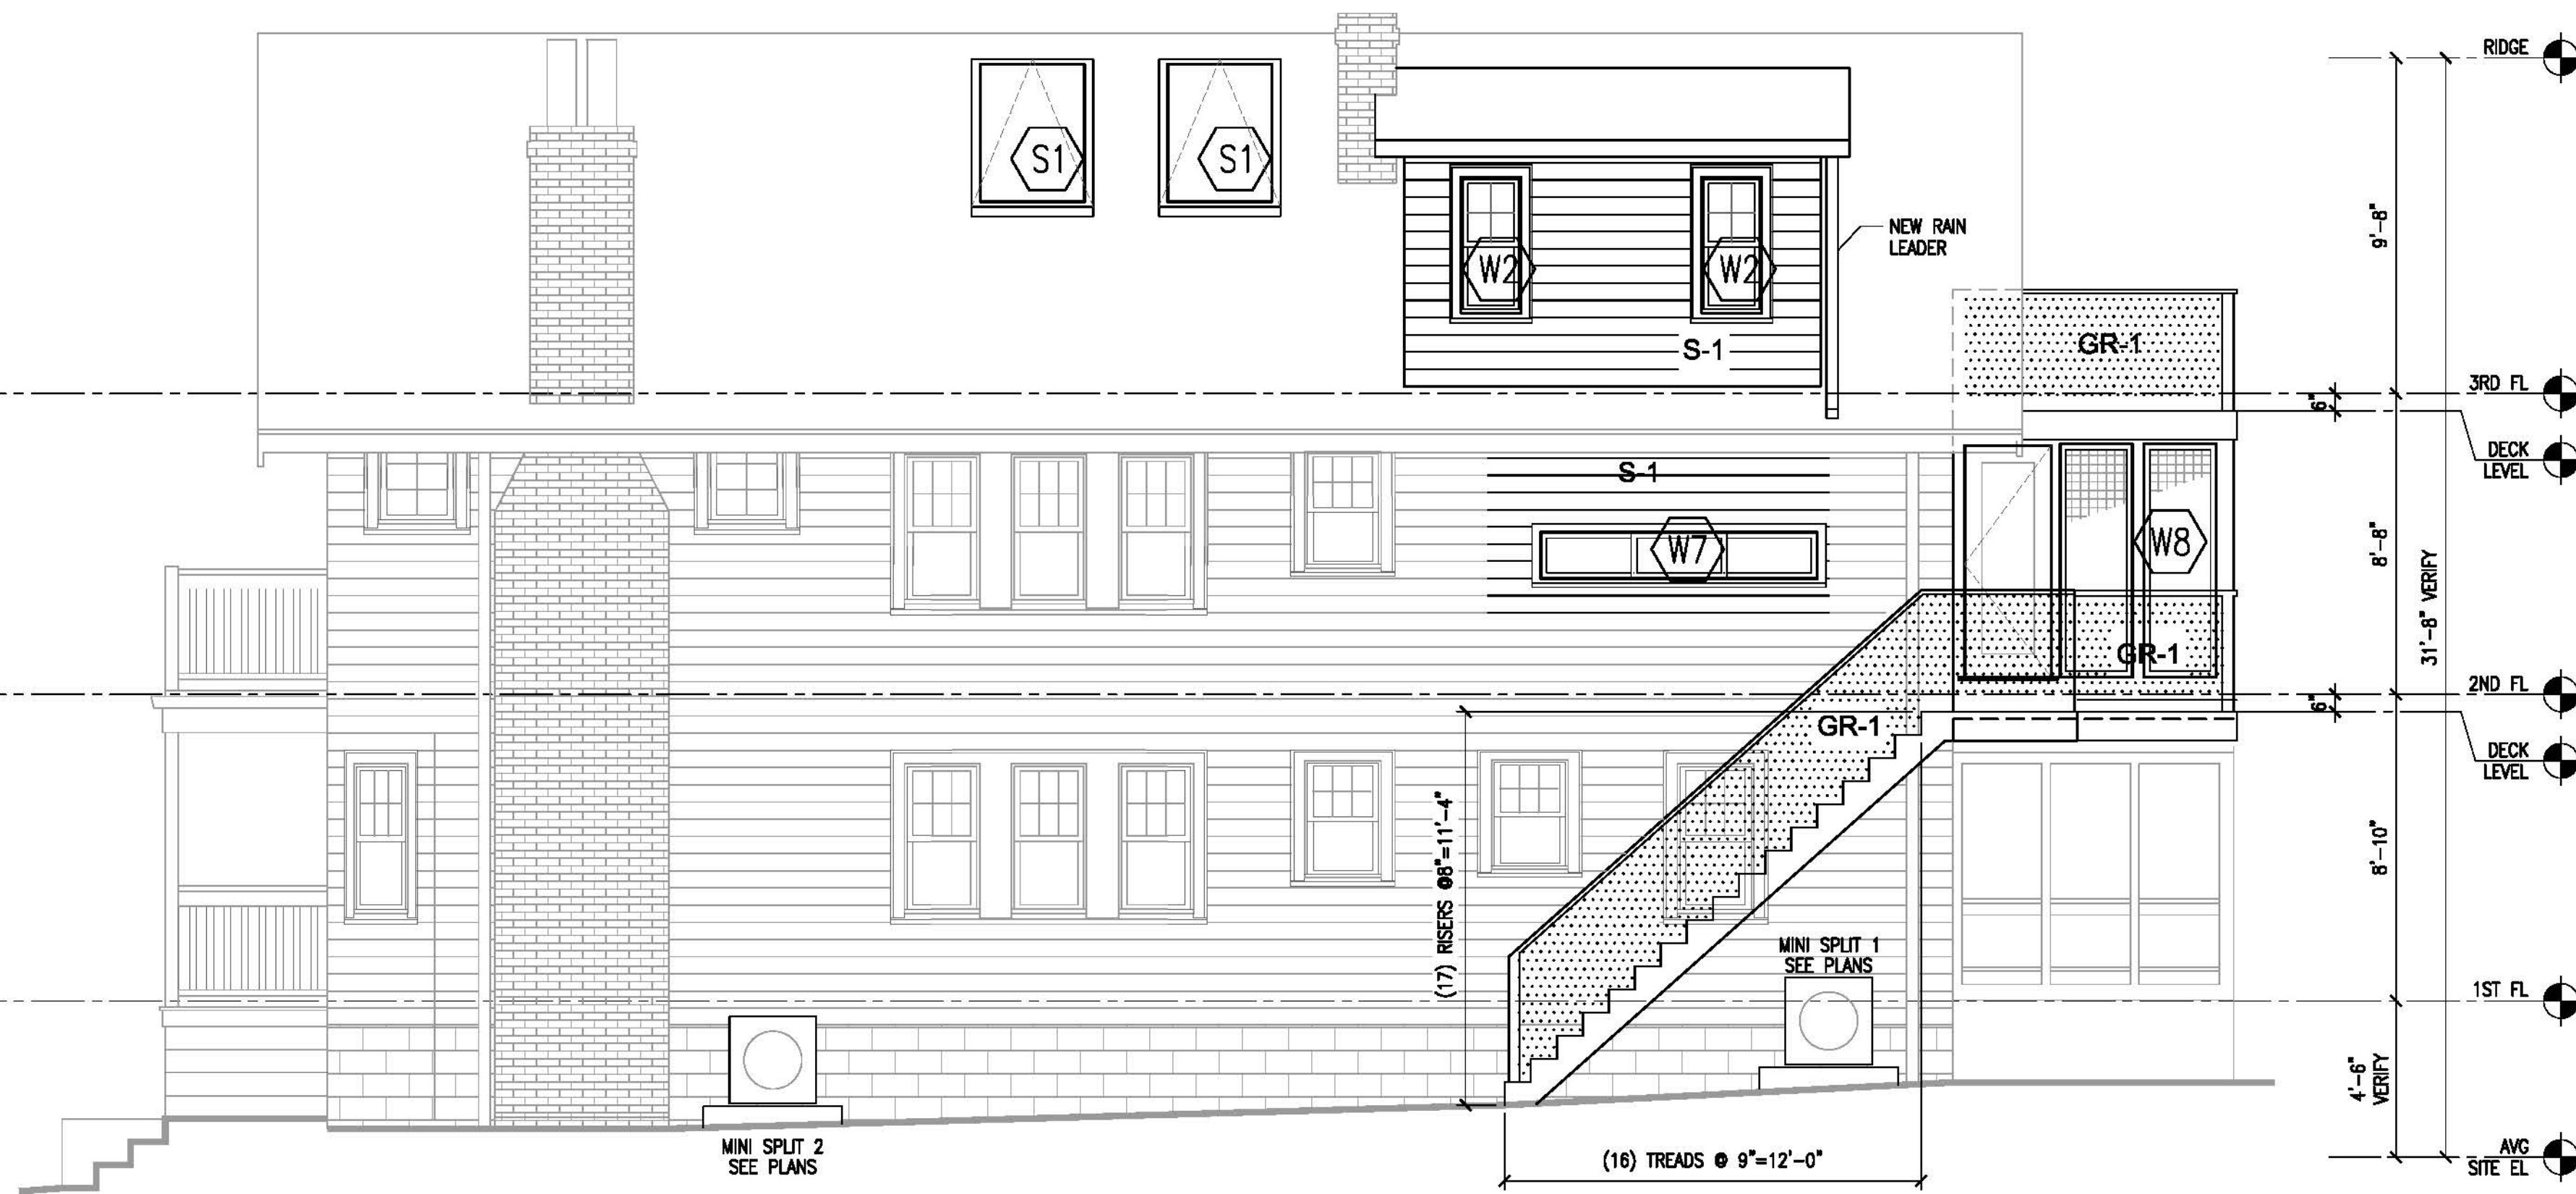 RIDGE
S1
S1
NEW RAIN
LEADER
9'-8"
W2
W2
S-1
GR-1
3RD FL
6"
DECK
LEVEL
S-1
W7
W8
8'-8"
31'-8" VERIFY
GR-1
2ND FL
6"
GR-1
DECK
LEVEL
(17) RISERS @8"=11'-4"
8'-10"
MINI SPLIT 1
SEE PLANS
1ST FL
4'-6"
VERIFY
MINI SPLIT 2
SEE PLANS
(16) TREADS @ 9"=12'-0"
AVG
SITE EL